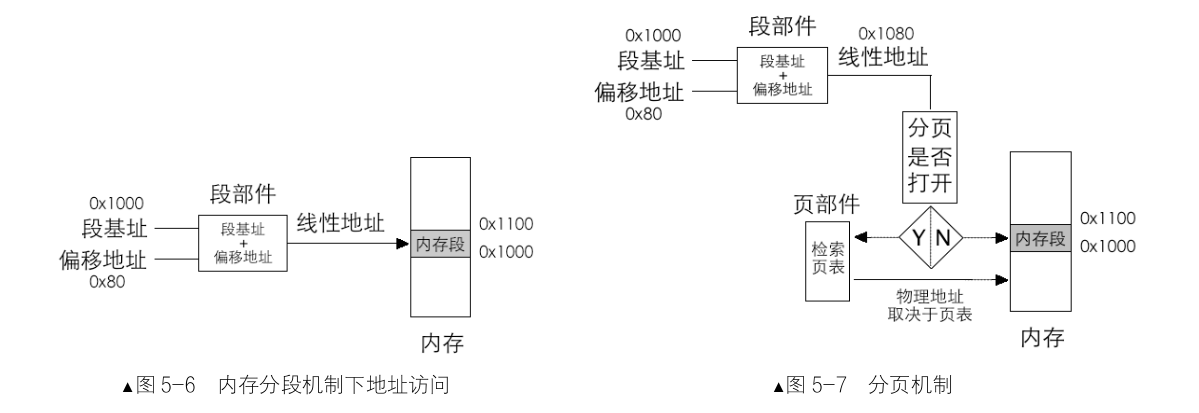 0x1000
段基址
偏移地址
0x80
段部件
段基址
+
偏移地址
线性地址
内存段
0x1100
0x1000
内存
▲图 5-6 内存分段机制下地址访问
0x1000
段基址
偏移地址
0x80
段部件
段基址
+
偏移地址
0x1080
线性地址
分页
是否
打开
Y N
页部件
检索
页表
物理地址
取决于页表
内存段
0x1100
0x1000
内存
▲图 5-7 分页机制